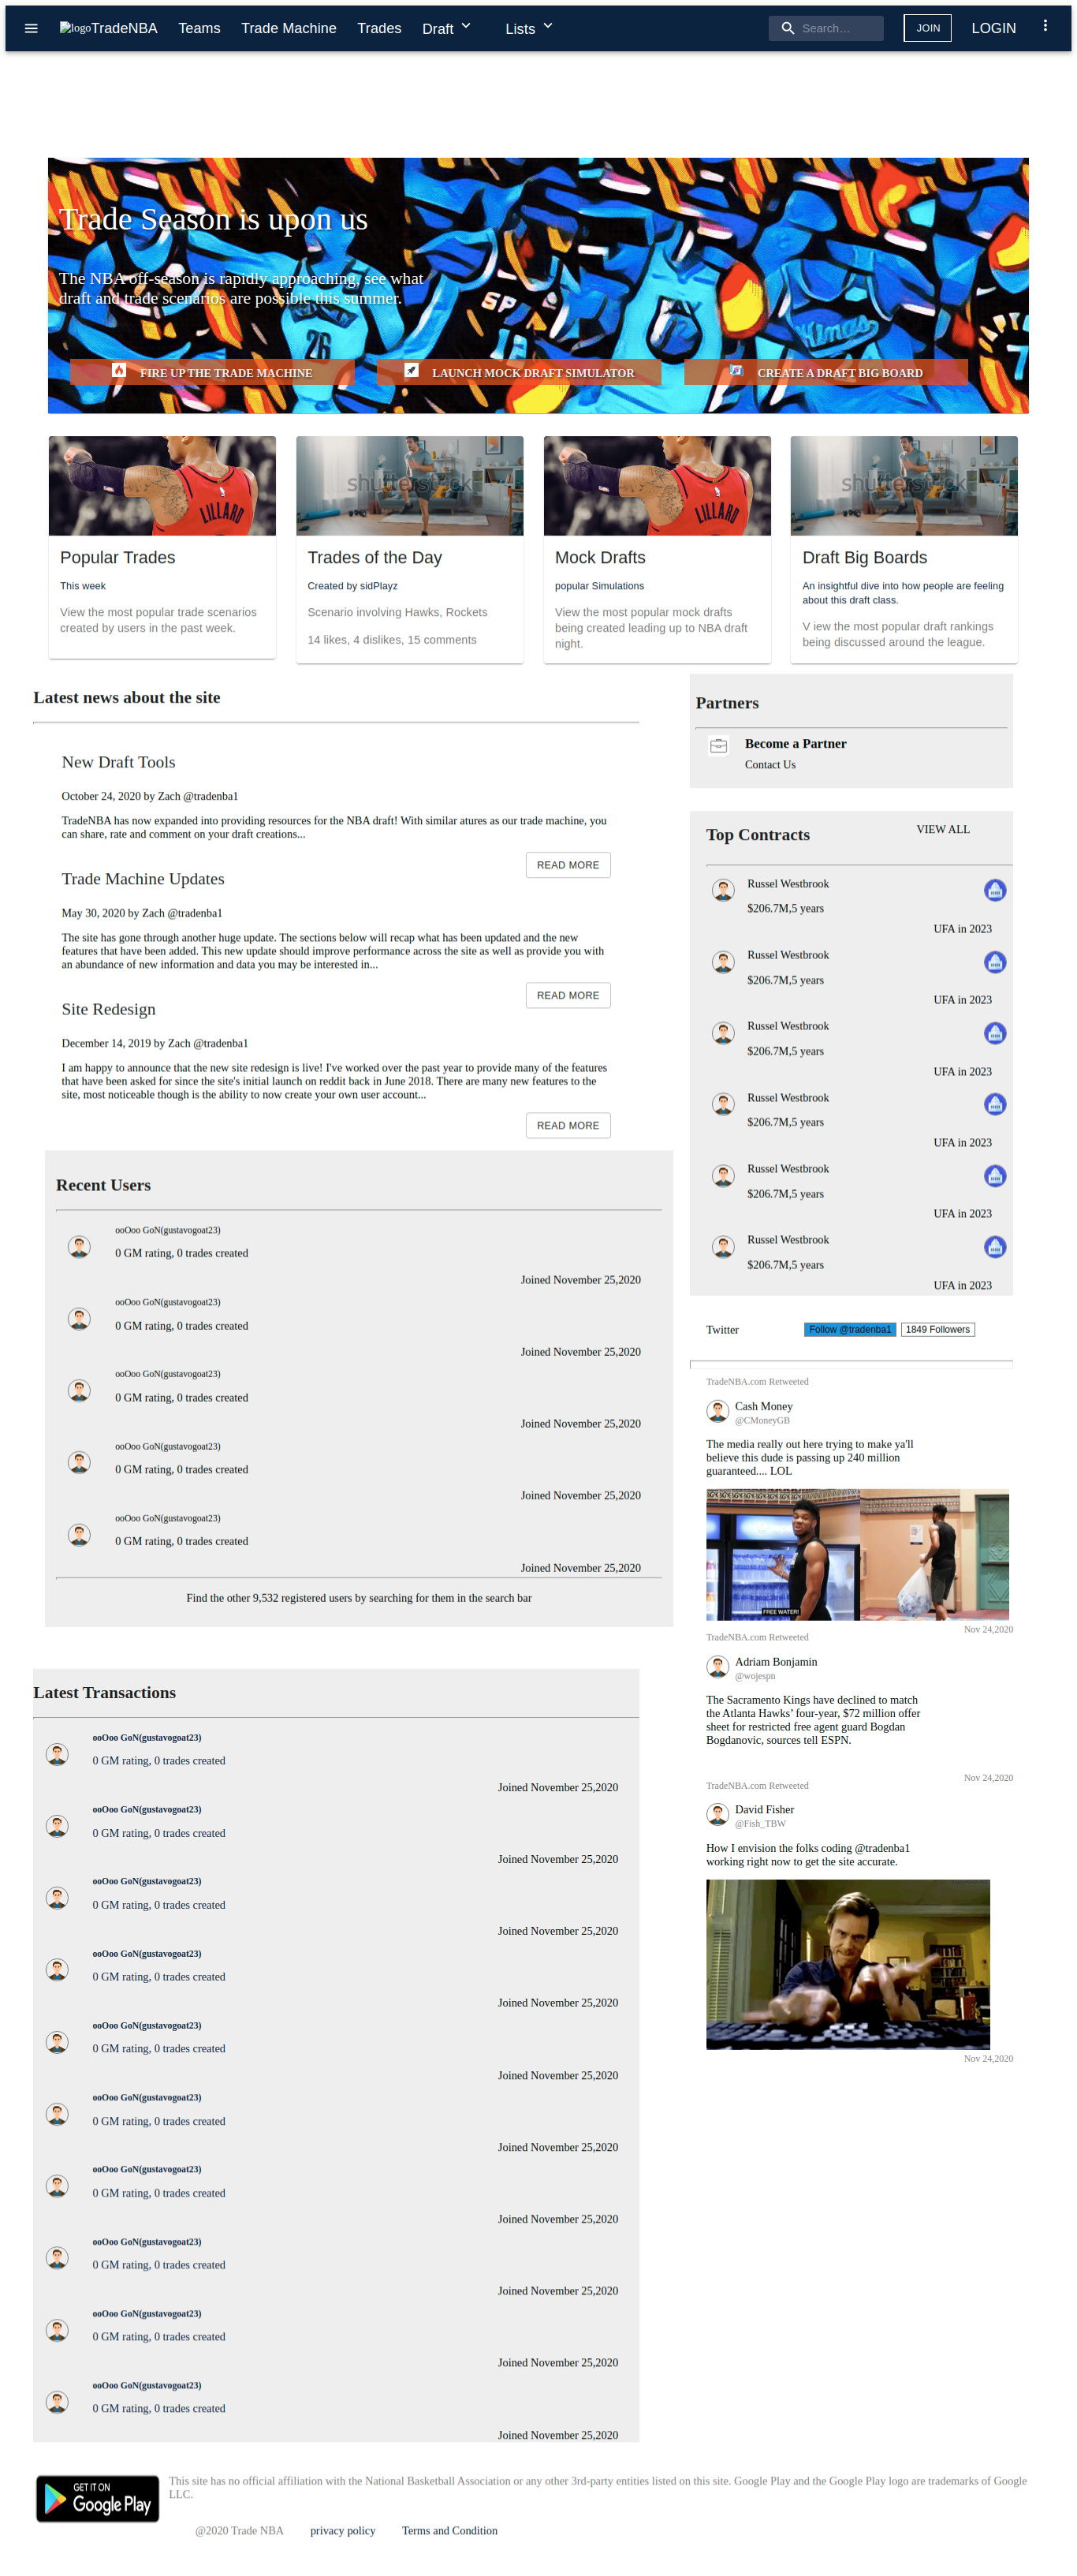 logo TradeNBA Teams Trade Machine Trades Draft Lists Search… JOIN LOGIN
Trade Season is upon us
The NBA off-season is rapidly approaching, see what
draft and trade scenarios are possible this summer.
FIRE UP THE TRADE MACHINE
LAUNCH MOCK DRAFT SIMULATOR
CREATE A DRAFT BIG BOARD
26
SP
Kings
LILLARD
Popular Trades
This week
View the most popular trade scenarios
created by users in the past week.
shutterstock
Trades of the Day
Created by sidPlayz
Scenario involving Hawks, Rockets
14 likes, 4 dislikes, 15 comments
LILLARD
Mock Drafts
popular Simulations
View the most popular mock drafts
being created leading up to NBA draft
night.
shutterstock
Draft Big Boards
An insightful dive into how people are feeling
about this draft class.
V iew the most popular draft rankings
being discussed around the league.
Latest news about the site
New Draft Tools
October 24, 2020 by Zach @tradenba1
TradeNBA has now expanded into providing resources for the NBA draft! With similar atures as our trade machine, you
can share, rate and comment on your draft creations...
READ MORE
Trade Machine Updates
May 30, 2020 by Zach @tradenba1
The site has gone through another huge update. The sections below will recap what has been updated and the new
features that have been added. This new update should improve performance across the site as well as provide you with
an abundance of new information and data you may be interested in...
READ MORE
Site Redesign
December 14, 2019 by Zach @tradenba1
I am happy to announce that the new site redesign is live! I've worked over the past year to provide many of the features
that have been asked for since the site's initial launch on reddit back in June 2018. There are many new features to the
site, most noticeable though is the ability to now create your own user account...
READ MORE
Recent Users
ooOoo GoN(gustavogoat23)
0 GM rating, 0 trades created
Joined November 25,2020
ooOoo GoN(gustavogoat23)
0 GM rating, 0 trades created
Joined November 25,2020
ooOoo GoN(gustavogoat23)
0 GM rating, 0 trades created
Joined November 25,2020
ooOoo GoN(gustavogoat23)
0 GM rating, 0 trades created
Joined November 25,2020
ooOoo GoN(gustavogoat23)
0 GM rating, 0 trades created
Joined November 25,2020
Find the other 9,532 registered users by searching for them in the search bar
Latest Transactions
ooOoo GoN(gustavogoat23)
0 GM rating, 0 trades created
Joined November 25,2020
ooOoo GoN(gustavogoat23)
0 GM rating, 0 trades created
Joined November 25,2020
ooOoo GoN(gustavogoat23)
0 GM rating, 0 trades created
Joined November 25,2020
ooOoo GoN(gustavogoat23)
0 GM rating, 0 trades created
Joined November 25,2020
ooOoo GoN(gustavogoat23)
0 GM rating, 0 trades created
Joined November 25,2020
ooOoo GoN(gustavogoat23)
0 GM rating, 0 trades created
Joined November 25,2020
ooOoo GoN(gustavogoat23)
0 GM rating, 0 trades created
Joined November 25,2020
ooOoo GoN(gustavogoat23)
0 GM rating, 0 trades created
Joined November 25,2020
ooOoo GoN(gustavogoat23)
0 GM rating, 0 trades created
Joined November 25,2020
ooOoo GoN(gustavogoat23)
0 GM rating, 0 trades created
Joined November 25,2020
Partners
Become a Partner
Contact Us
Top Contracts VIEW ALL
Russel Westbrook
$206.7M,5 years
UFA in 2023
Russel Westbrook
$206.7M,5 years
UFA in 2023
Russel Westbrook
$206.7M,5 years
UFA in 2023
Russel Westbrook
$206.7M,5 years
UFA in 2023
Russel Westbrook
$206.7M,5 years
UFA in 2023
Russel Westbrook
$206.7M,5 years
UFA in 2023
Twitter Follow @tradenba1 1849 Followers
TradeNBA.com Retweeted
Cash Money
@CMoneyGB
The media really out here trying to make ya'll
believe this dude is passing up 240 million
guaranteed.... LOL
FREE WATER!
Nov 24,2020
TradeNBA.com Retweeted
Adriam Bonjamin
@wojespn
The Sacramento Kings have declined to match
the Atlanta Hawks' four-year, $72 million offer
sheet for restricted free agent guard Bogdan
Bogdanovic, sources tell ESPN.
Nov 24,2020
TradeNBA.com Retweeted
David Fisher
@Fish_TBW
How I envision the folks coding @tradenba1
working right now to get the site accurate.
Nov 24,2020
GET IT ON
Google Play
This site has no official affiliation with the National Basketball Association or any other 3rd-party entities listed on this site. Google Play and the Google Play logo are trademarks of Google
LLC.
@2020 Trade NBA privacy policy Terms and Condition